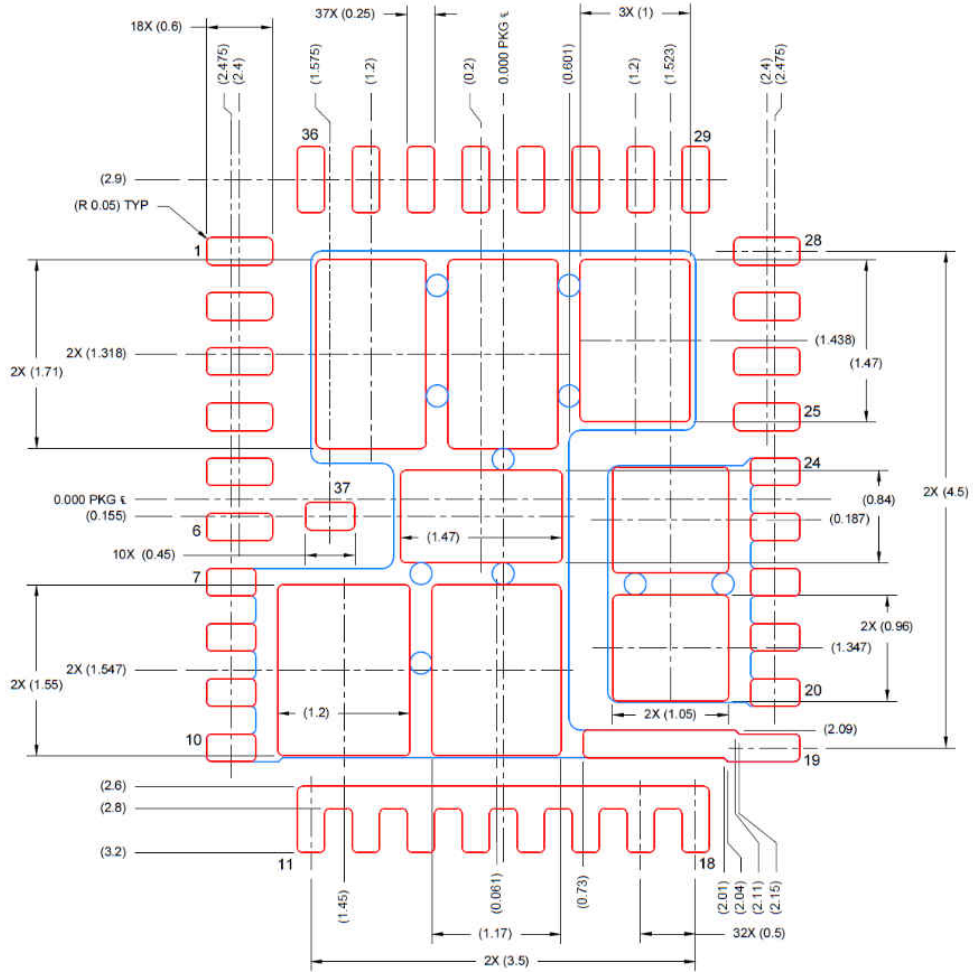 18X (0.6)
37X (0.25)
3X (1)
(2.475)
(2.4)
(1.575)
(1.2)
(0.2)
0.000 PKG ℄
(0.601)
(1.2)
(1.523)
(2.4)
(2.475)
36
29
(2.9)
(R 0.05) TYP
1
28
2X (1.318)
2X (1.71)
(1.438)
(1.47)
25
24
37
0.000 PKG ℄
(0.155)
(1.47)
(0.84)
2X (4.5)
(0.187)
6
10X (0.45)
7
2X (0.96)
(1.347)
2X (1.547)
2X (1.55)
(1.2)
2X (1.05)
20
(2.09)
10
19
(2.6)
(2.8)
(3.2)
11
18
(1.45)
(0.061)
(0.73)
(2.01)
(2.04)
(2.11)
(2.15)
(1.17)
32X (0.5)
2X (3.5)